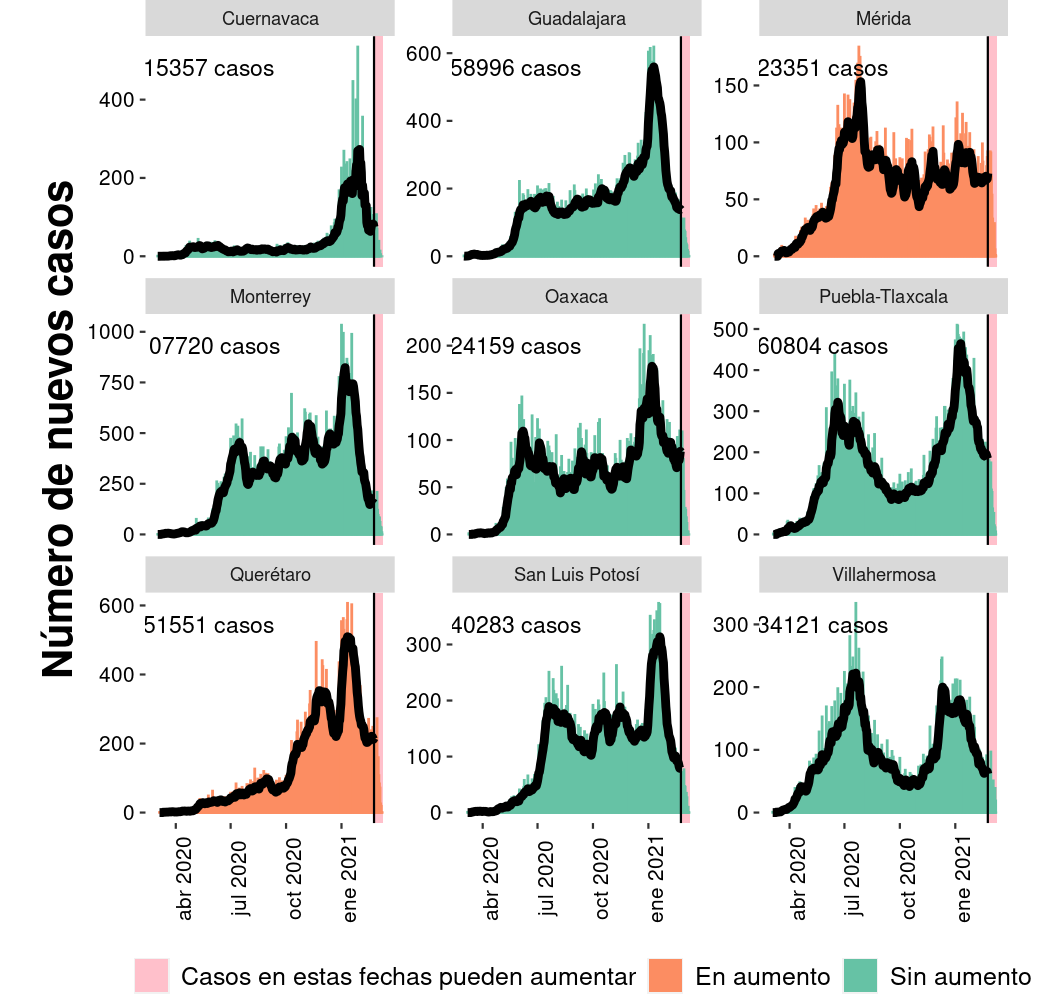 Número de nuevos casos
Cuernavaca
15357 casos
400
200
0
Guadalajara
58996 casos
600
400
200
0
Mérida
23351 casos
150
100
50
0
Monterrey
07720 casos
1000
750
500
250
0
Oaxaca
24159 casos
200
150
100
50
0
Puebla-Tlaxcala
60804 casos
500
400
300
200
100
0
Querétaro
51551 casos
600
400
200
0
San Luis Potosí
40283 casos
300
200
100
0
Villahermosa
34121 casos
300
200
100
0
abr 2020
jul 2020
oct 2020
ene 2021
abr 2020
jul 2020
oct 2020
ene 2021
abr 2020
jul 2020
oct 2020
ene 2021
Casos en estas fechas pueden aumentar
En aumento
Sin aumento